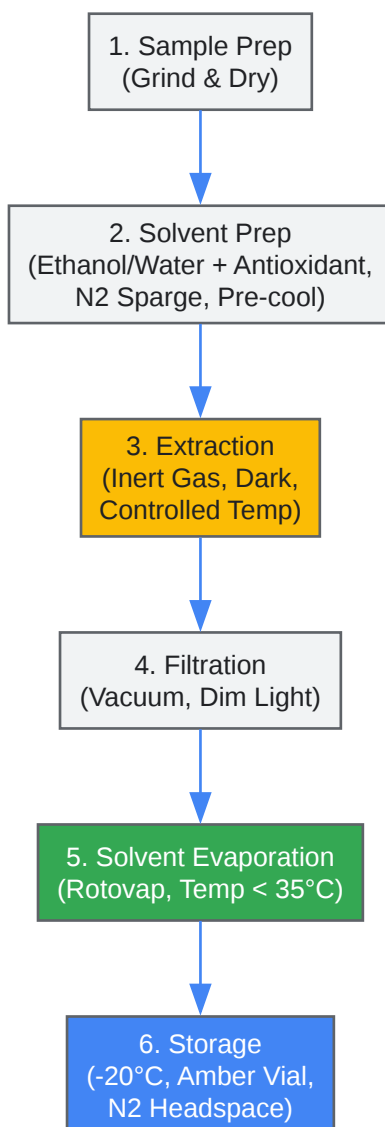 1. Sample Prep
(Grind & Dry)
2. Solvent Prep
(Ethanol/Water + Antioxidant,
N2 Sparge, Pre-cool)
3. Extraction
(Inert Gas, Dark,
Controlled Temp)
4. Filtration
(Vacuum, Dim Light)
5. Solvent Evaporation
(Rotovap, Temp < 35°C)
6. Storage
(-20°C, Amber Vial,
N2 Headspace)